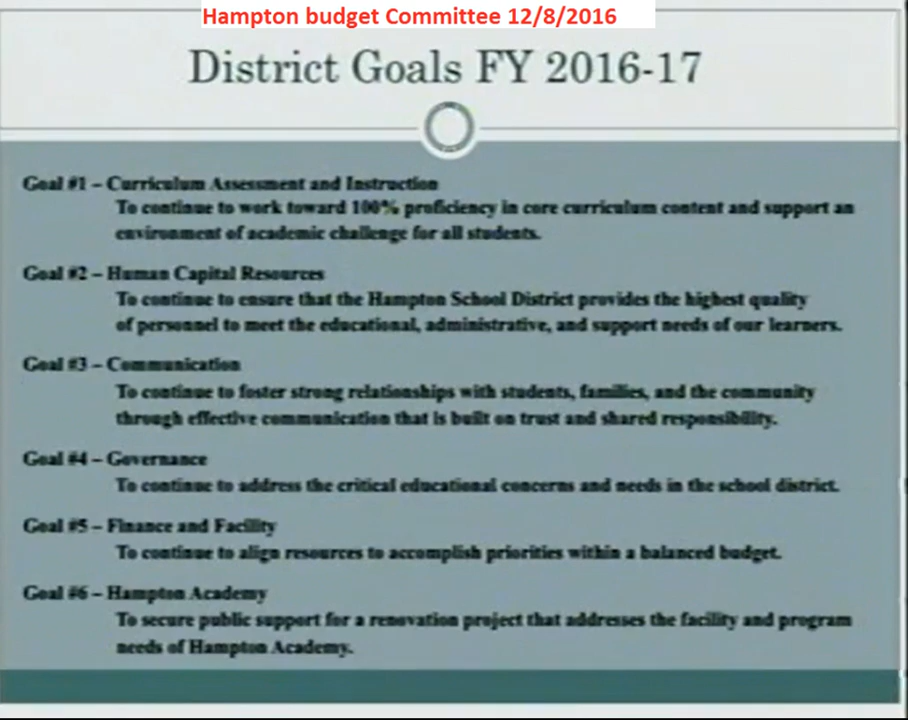 Hampton budget Committee 12/8/2016
District Goals FY 2016-17
Goal #1 – Curriculum Assessment and Instruction
To continue to work toward 100% proficiency in core curriculum content and support an
environment of academic challenge for all students.
Goal #2 – Human Capital Resources
To continue to ensure that the Hampton School District provides the highest quality
of personnel to meet the educational, administrative, and support needs of our learners.
Goal #3 – Communication
To continue to foster strong relationships with students, families, and the community
through effective communication that is built on trust and shared responsibility.
Goal #4 – Governance
To continue to address the critical educational concerns and needs in the school district.
Goal #5 – Finance and Facility
To continue to align resources to accomplish priorities within a balanced budget.
Goal #6 – Hampton Academy
To secure public support for a renovation project that addresses the facility and program
needs of Hampton Academy.